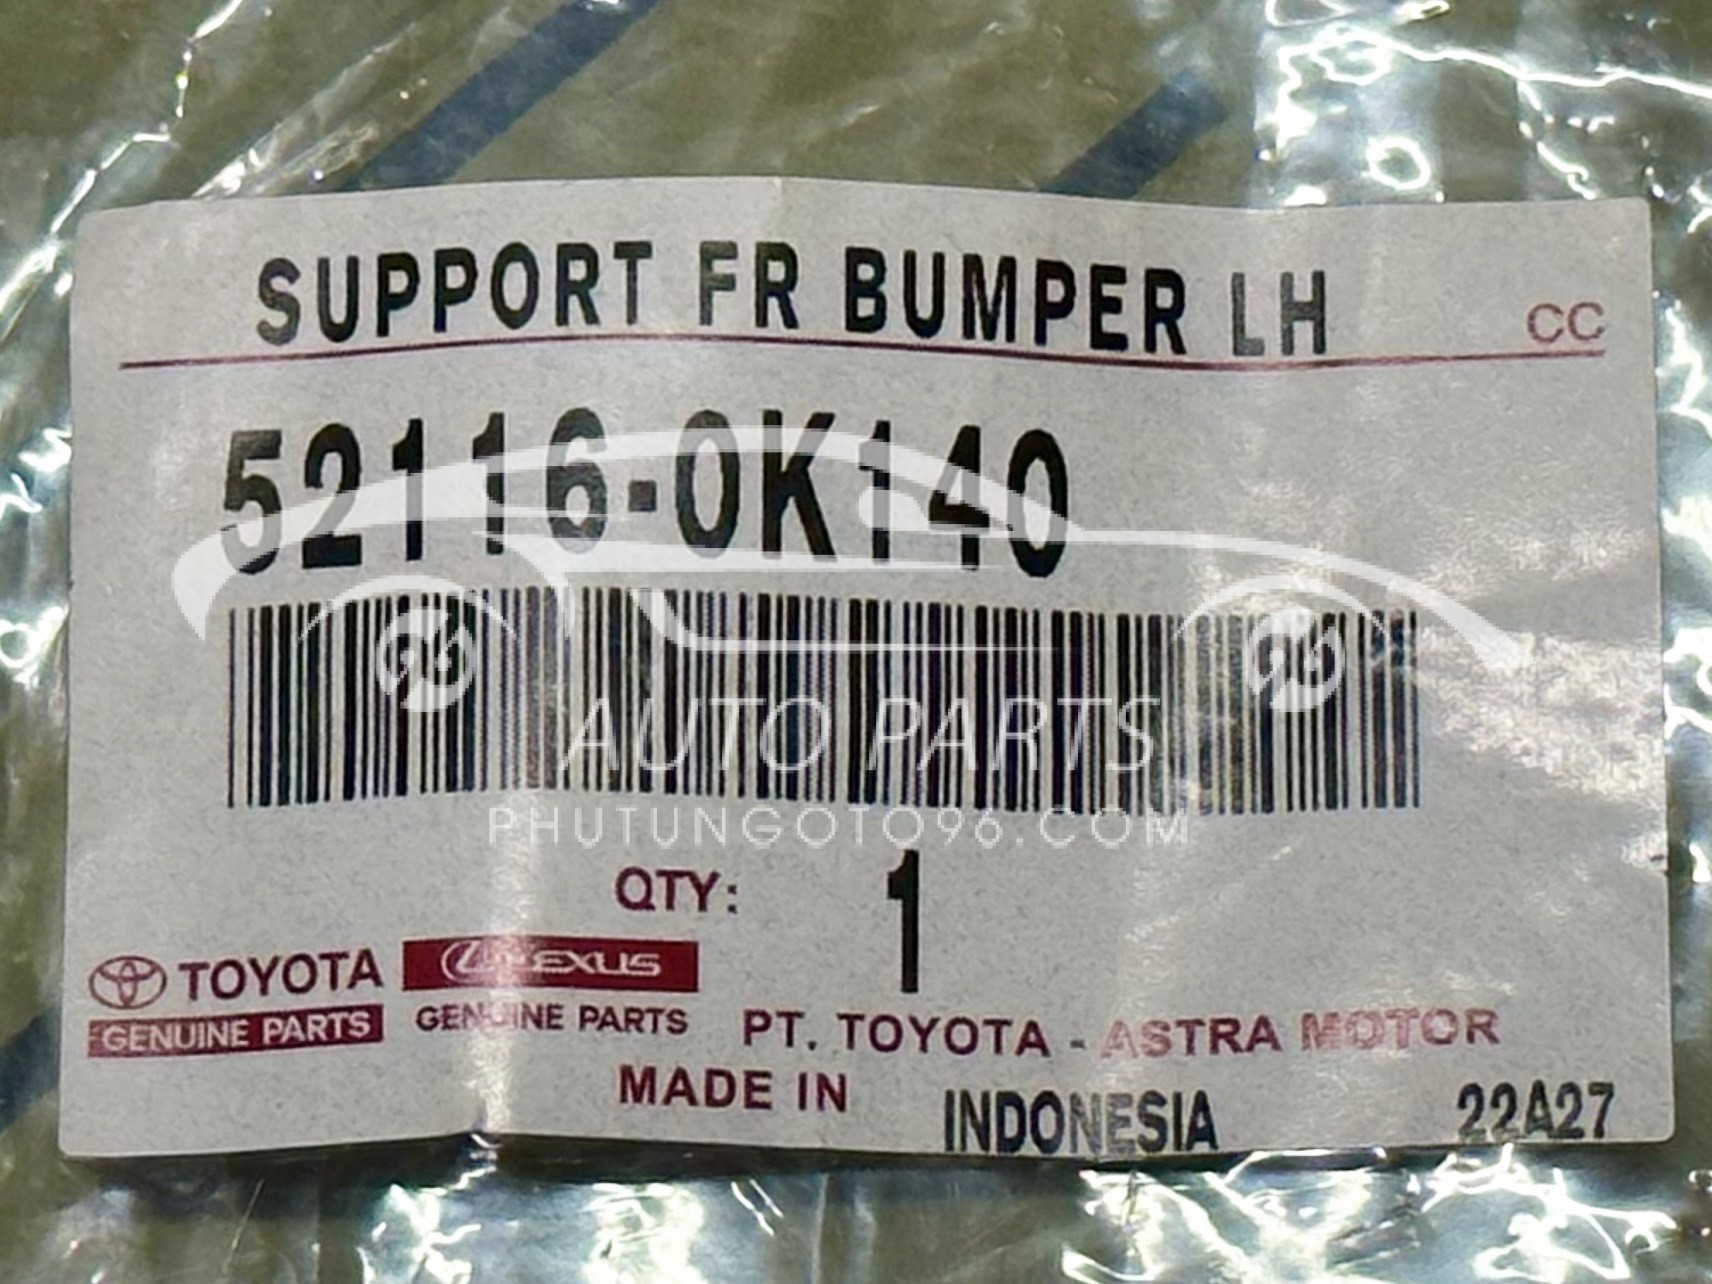 SUPPORT FR BUMPER LH
CC
52116-0K140
AUTO PARTS
PHUTUNGOTO96.COM
QTY: 1
TOYOTA
GENUINE PARTS
LEXUS
GENUINE PARTS
PT. TOYOTA - ASTRA MOTOR
MADE IN INDONESIA
22A27